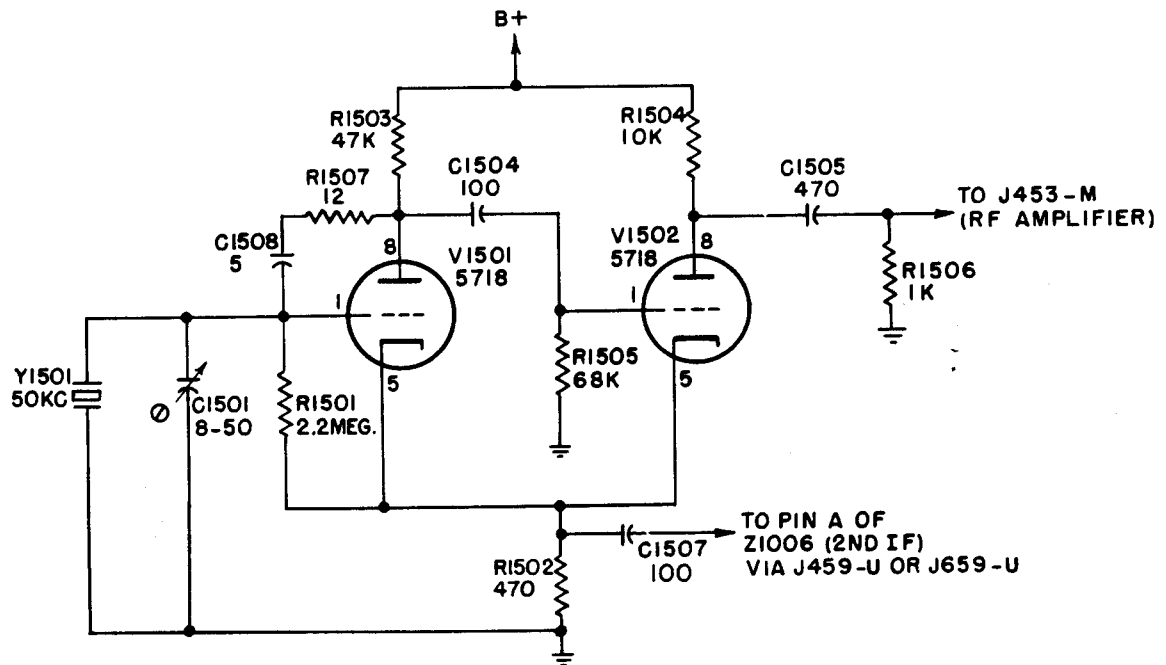 B+
R1503
47K
R1504
10K
C1504
100
C1505
470
R1507
12
TO J453-M
(RF AMPLIFIER)
C1508
5
8
V1501
5718
V1502
5718
8
R1506
1K
1
1
R1505
68K
5
5
Y1501
50KC
C1501
8-50
R1501
2.2MEG.
TO PIN A OF
Z1006 (2ND IF)
VIA J459-U OR J659-U
C1507
100
R1502
470